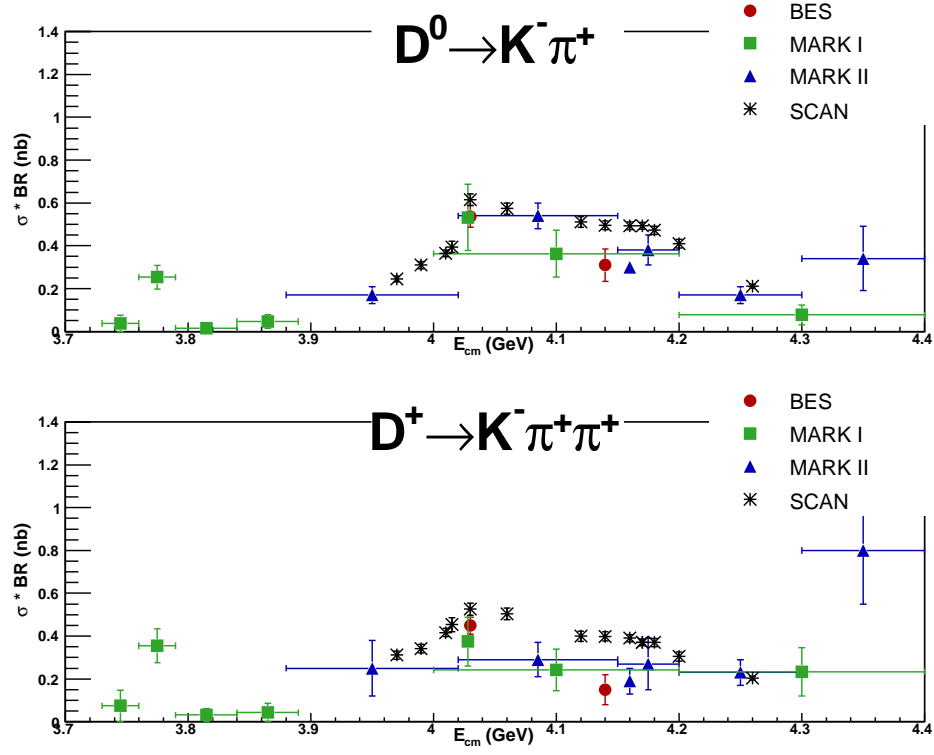 D⁰→K⁻π⁺
BES
MARK I
MARK II
SCAN
σ * BR (nb)
1.4
1.2
1
0.8
0.6
0.4
0.2
0
3.7 3.8 3.9 4 4.1 4.2 4.3 4.4
E_cm (GeV)
D⁺→K⁻π⁺π⁺
BES
MARK I
MARK II
SCAN
σ * BR (nb)
1.4
1.2
1
0.8
0.6
0.4
0.2
0
3.7 3.8 3.9 4 4.1 4.2 4.3 4.4
E_cm (GeV)